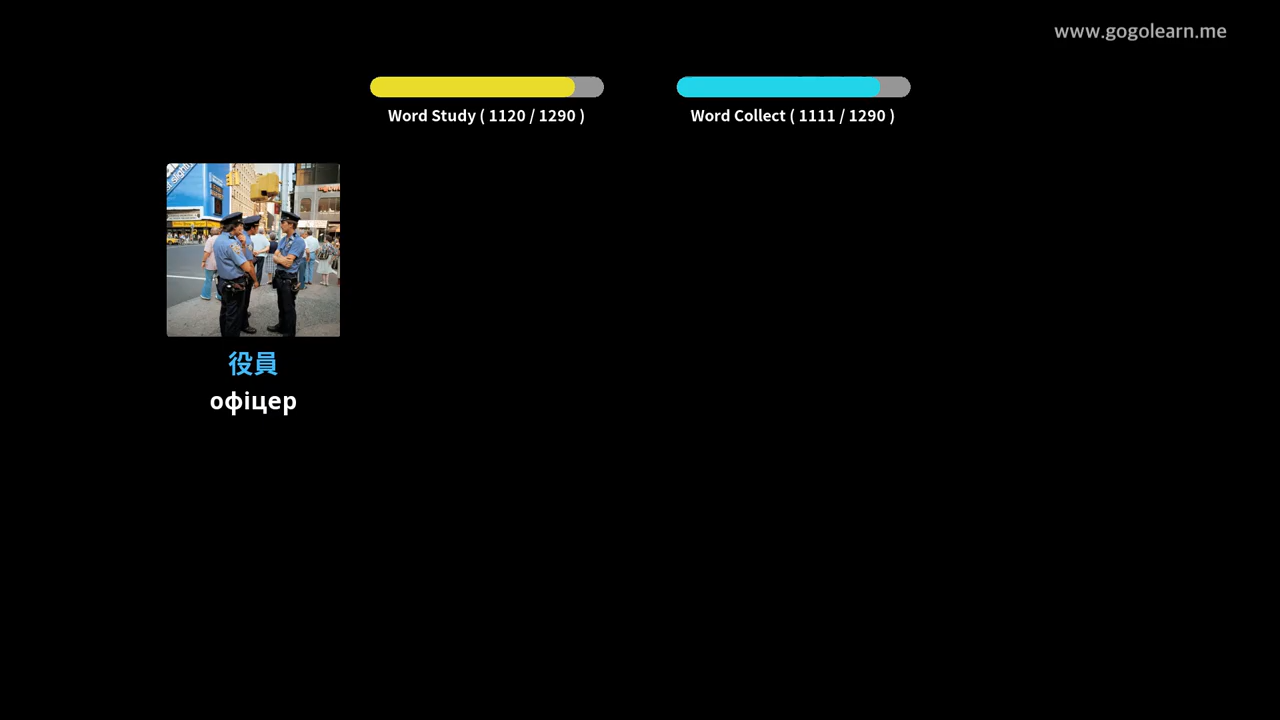 www.gogolearn.me
Word Study ( 1120 / 1290 )
Word Collect ( 1111 / 1290 )
役員
офіцер